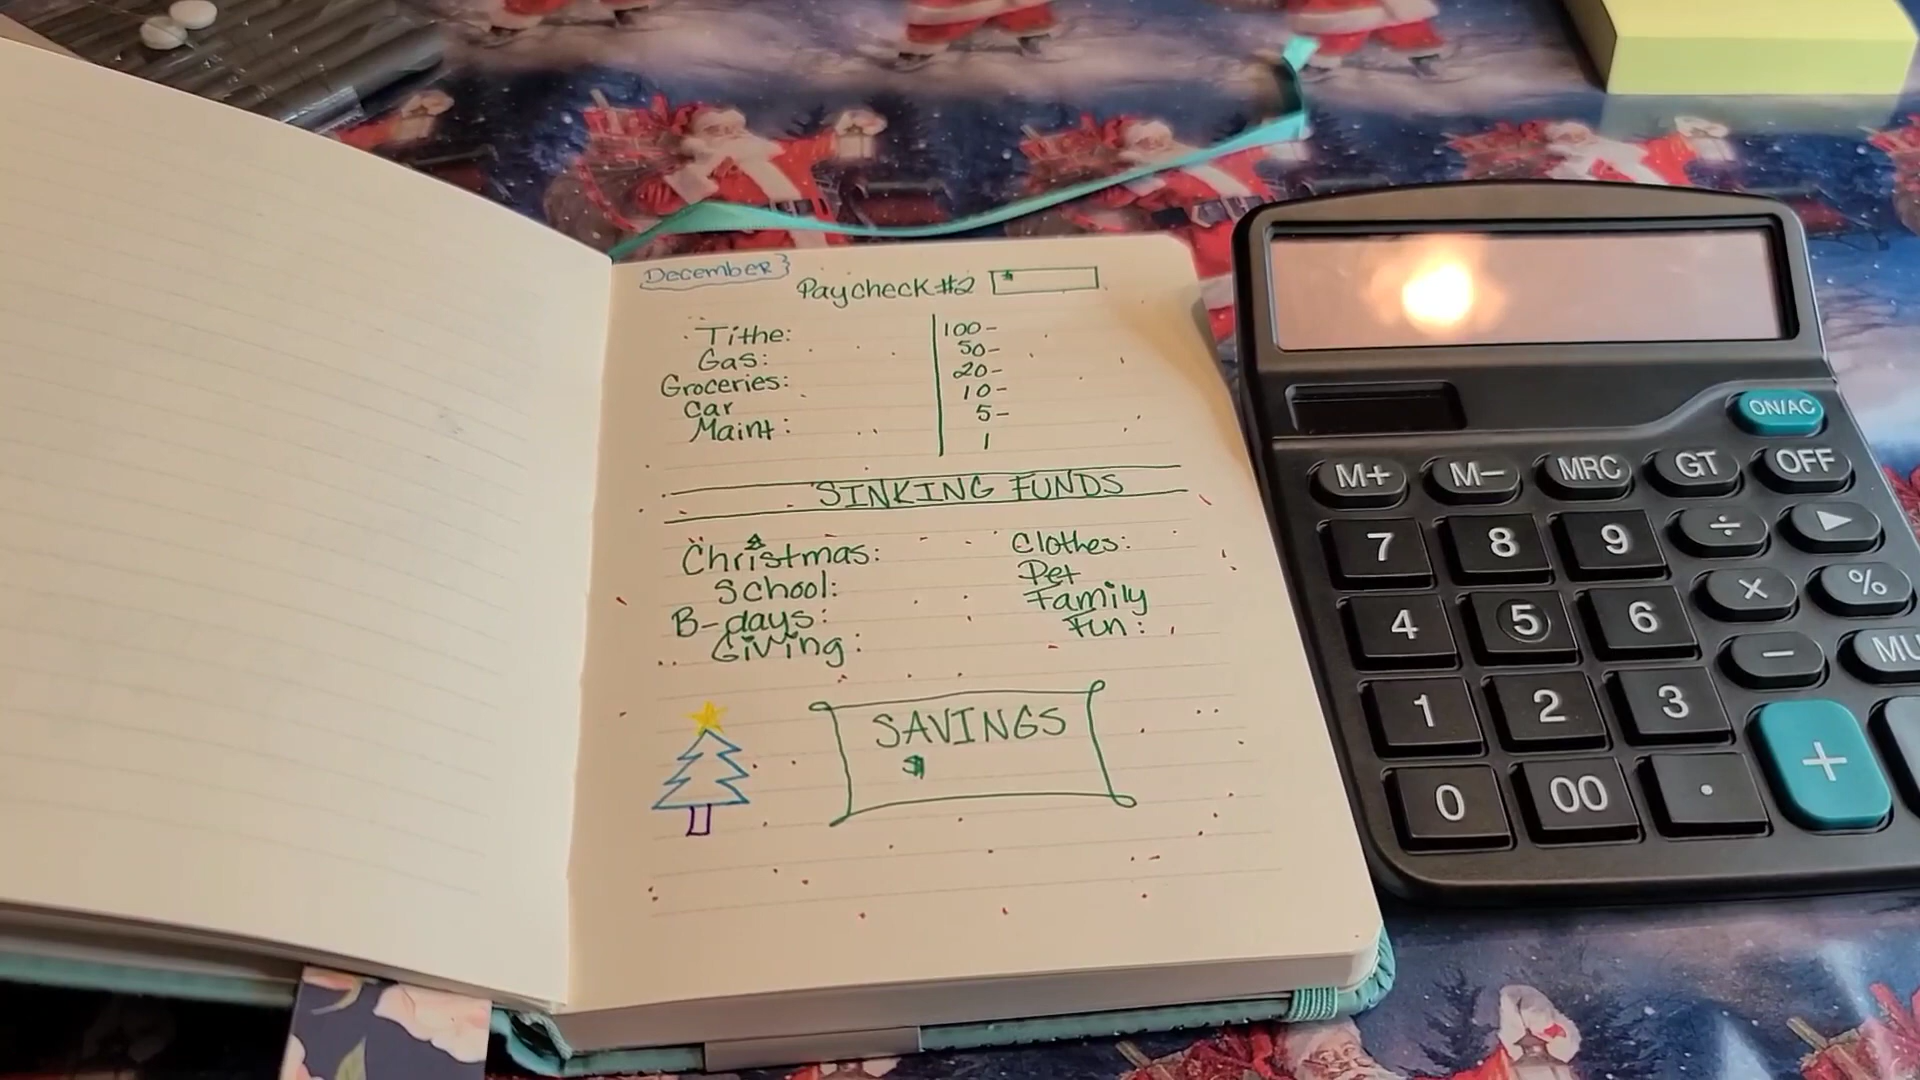 December
Paycheck #2 $
Tithe:
Gas:
Groceries:
Car
Maint:
100-
50-
20-
10-
5-
1
SINKING FUNDS
Christmas:
School:
B-days:
Giving:
Clothes:
Pet
Family
Fun:
SAVINGS
$
ON/AC
M+ M- MRC GT OFF
7 8 9 ÷ ▶
4 5 6 × %
1 2 3 − MU
0 00 . +